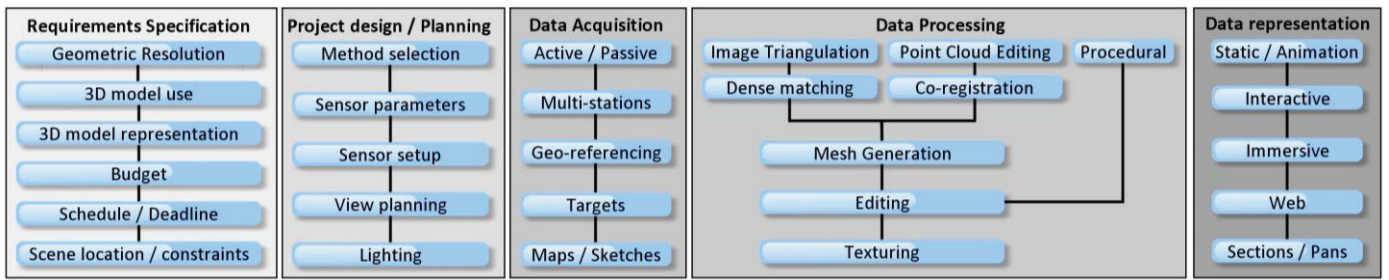 Requirements Specification
Geometric Resolution
3D model use
3D model representation
Budget
Schedule / Deadline
Scene location / constraints
Project design / Planning
Method selection
Sensor parameters
Sensor setup
View planning
Lighting
Data Acquisition
Active / Passive
Multi-stations
Geo-referencing
Targets
Maps / Sketches
Data Processing
Image Triangulation
Point Cloud Editing
Procedural
Dense matching
Co-registration
Mesh Generation
Editing
Texturing
Data representation
Static / Animation
Interactive
Immersive
Web
Sections / Pans